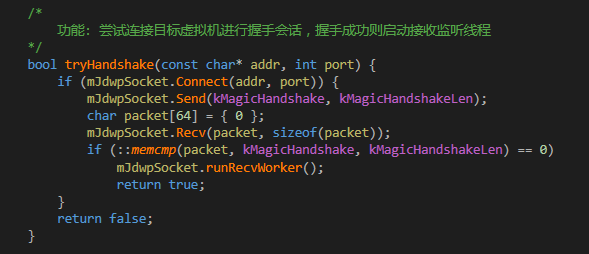 /*
    功能: 尝试连接目标虚拟机进行握手会话，握手成功则启动接收监听线程
*/
bool tryHandshake(const char* addr, int port) {
    if (mJdwpSocket.Connect(addr, port)) {
        mJdwpSocket.Send(kMagicHandshake, kMagicHandshakeLen);
        char packet[64] = { 0 };
        mJdwpSocket.Recv(packet, sizeof(packet));
        if (::memcmp(packet, kMagicHandshake, kMagicHandshakeLen) == 0)
            mJdwpSocket.runRecvWorker();
            return true;
    }
    return false;
}